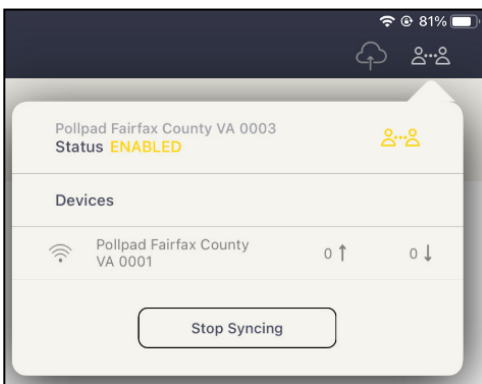 81%
Pollpad Fairfax County VA 0003
Status ENABLED
Devices
Pollpad Fairfax County
VA 0001
0 ↑ 0 ↓
Stop Syncing